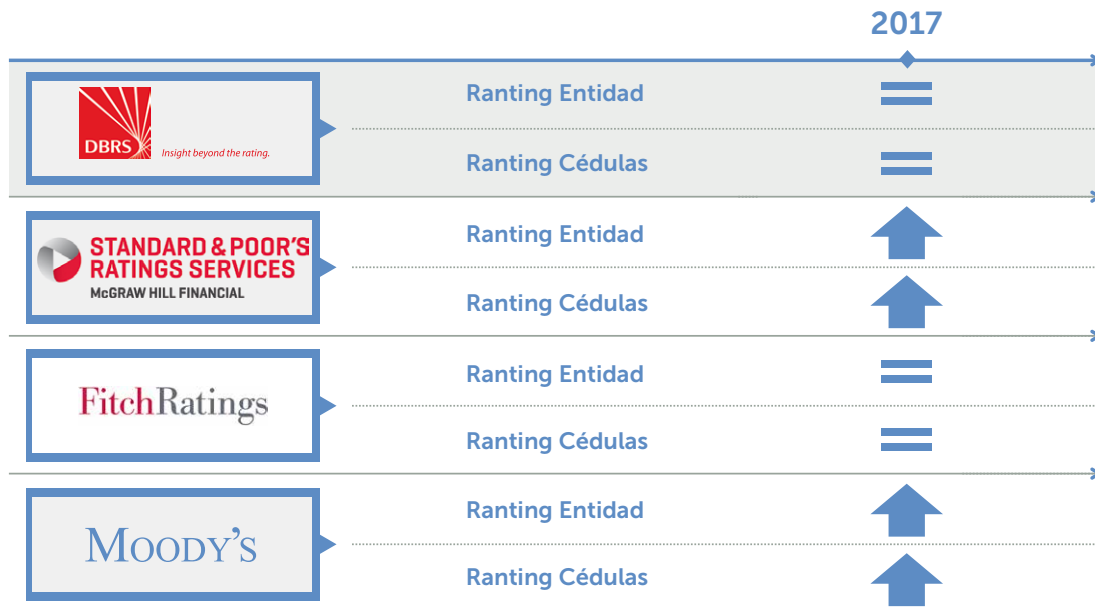 2017
DBRS
Insight beyond the rating.
Ranting Entidad
Ranting Cédulas
STANDARD & POOR'S
RATINGS SERVICES
McGRAW HILL FINANCIAL
Ranting Entidad
Ranting Cédulas
FitchRatings
Ranting Entidad
Ranting Cédulas
MOODY'S
Ranting Entidad
Ranting Cédulas